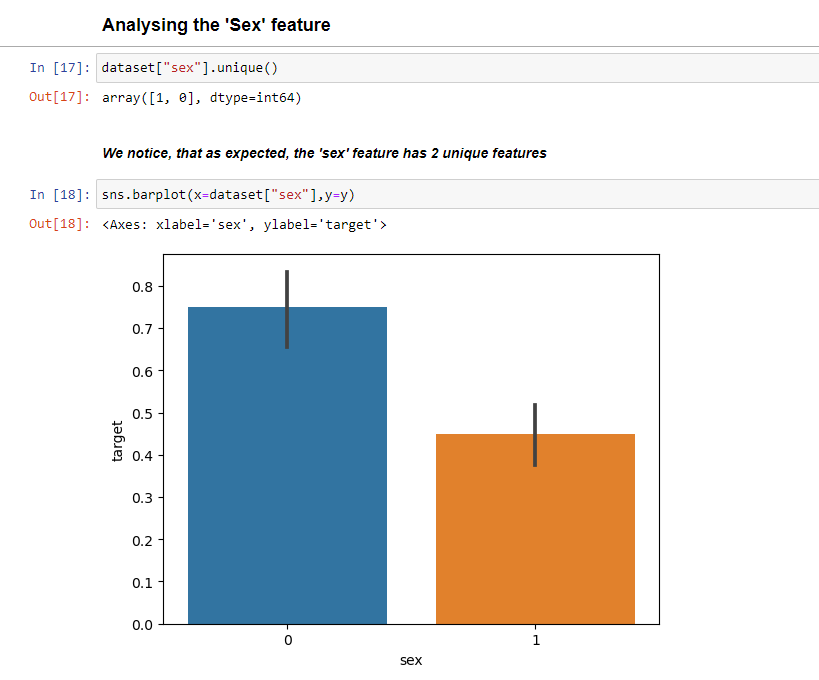 Analysing the 'Sex' feature
In [17]: dataset["sex"].unique()
Out[17]: array([1, 0], dtype=int64)
We notice, that as expected, the 'sex' feature has 2 unique features
In [18]: sns.barplot(x=dataset["sex"],y=y)
Out[18]: <Axes: xlabel='sex', ylabel='target'>
0.8
0.7
0.6
0.5
0.4
0.3
0.2
0.1
0.0
target
0 1
sex